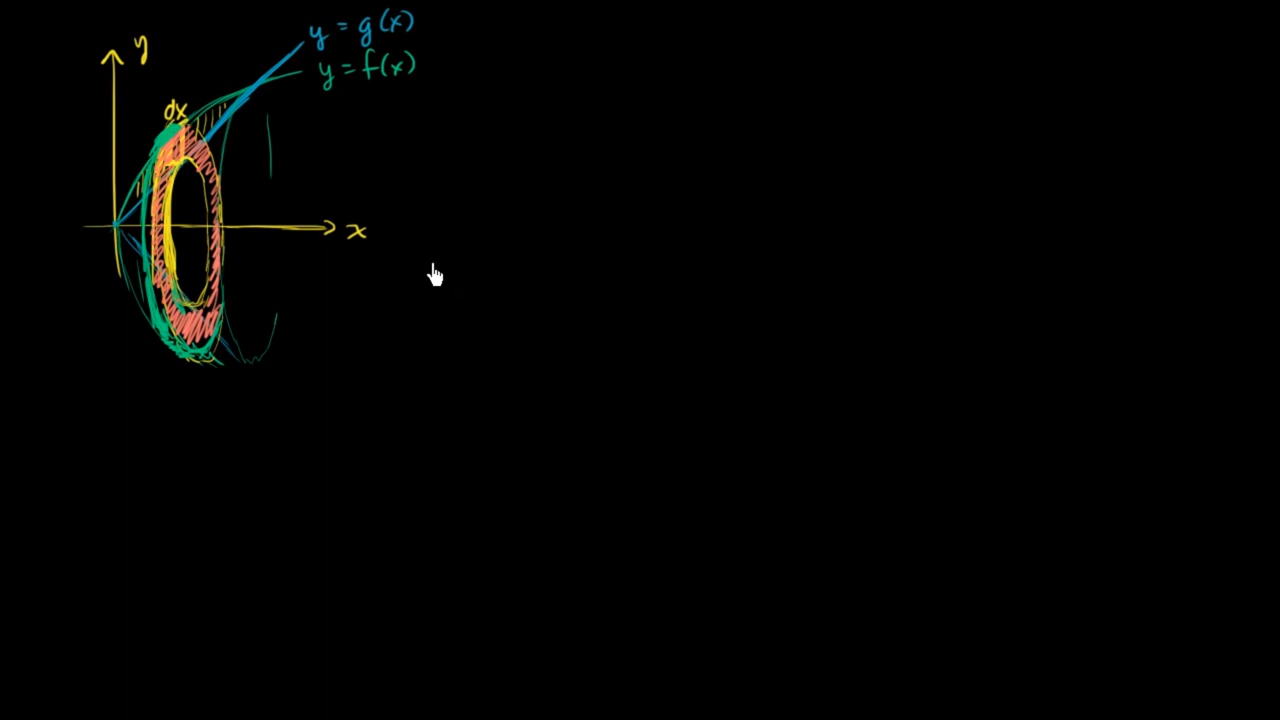 y = g(x)
y
y = f(x)
dx
x